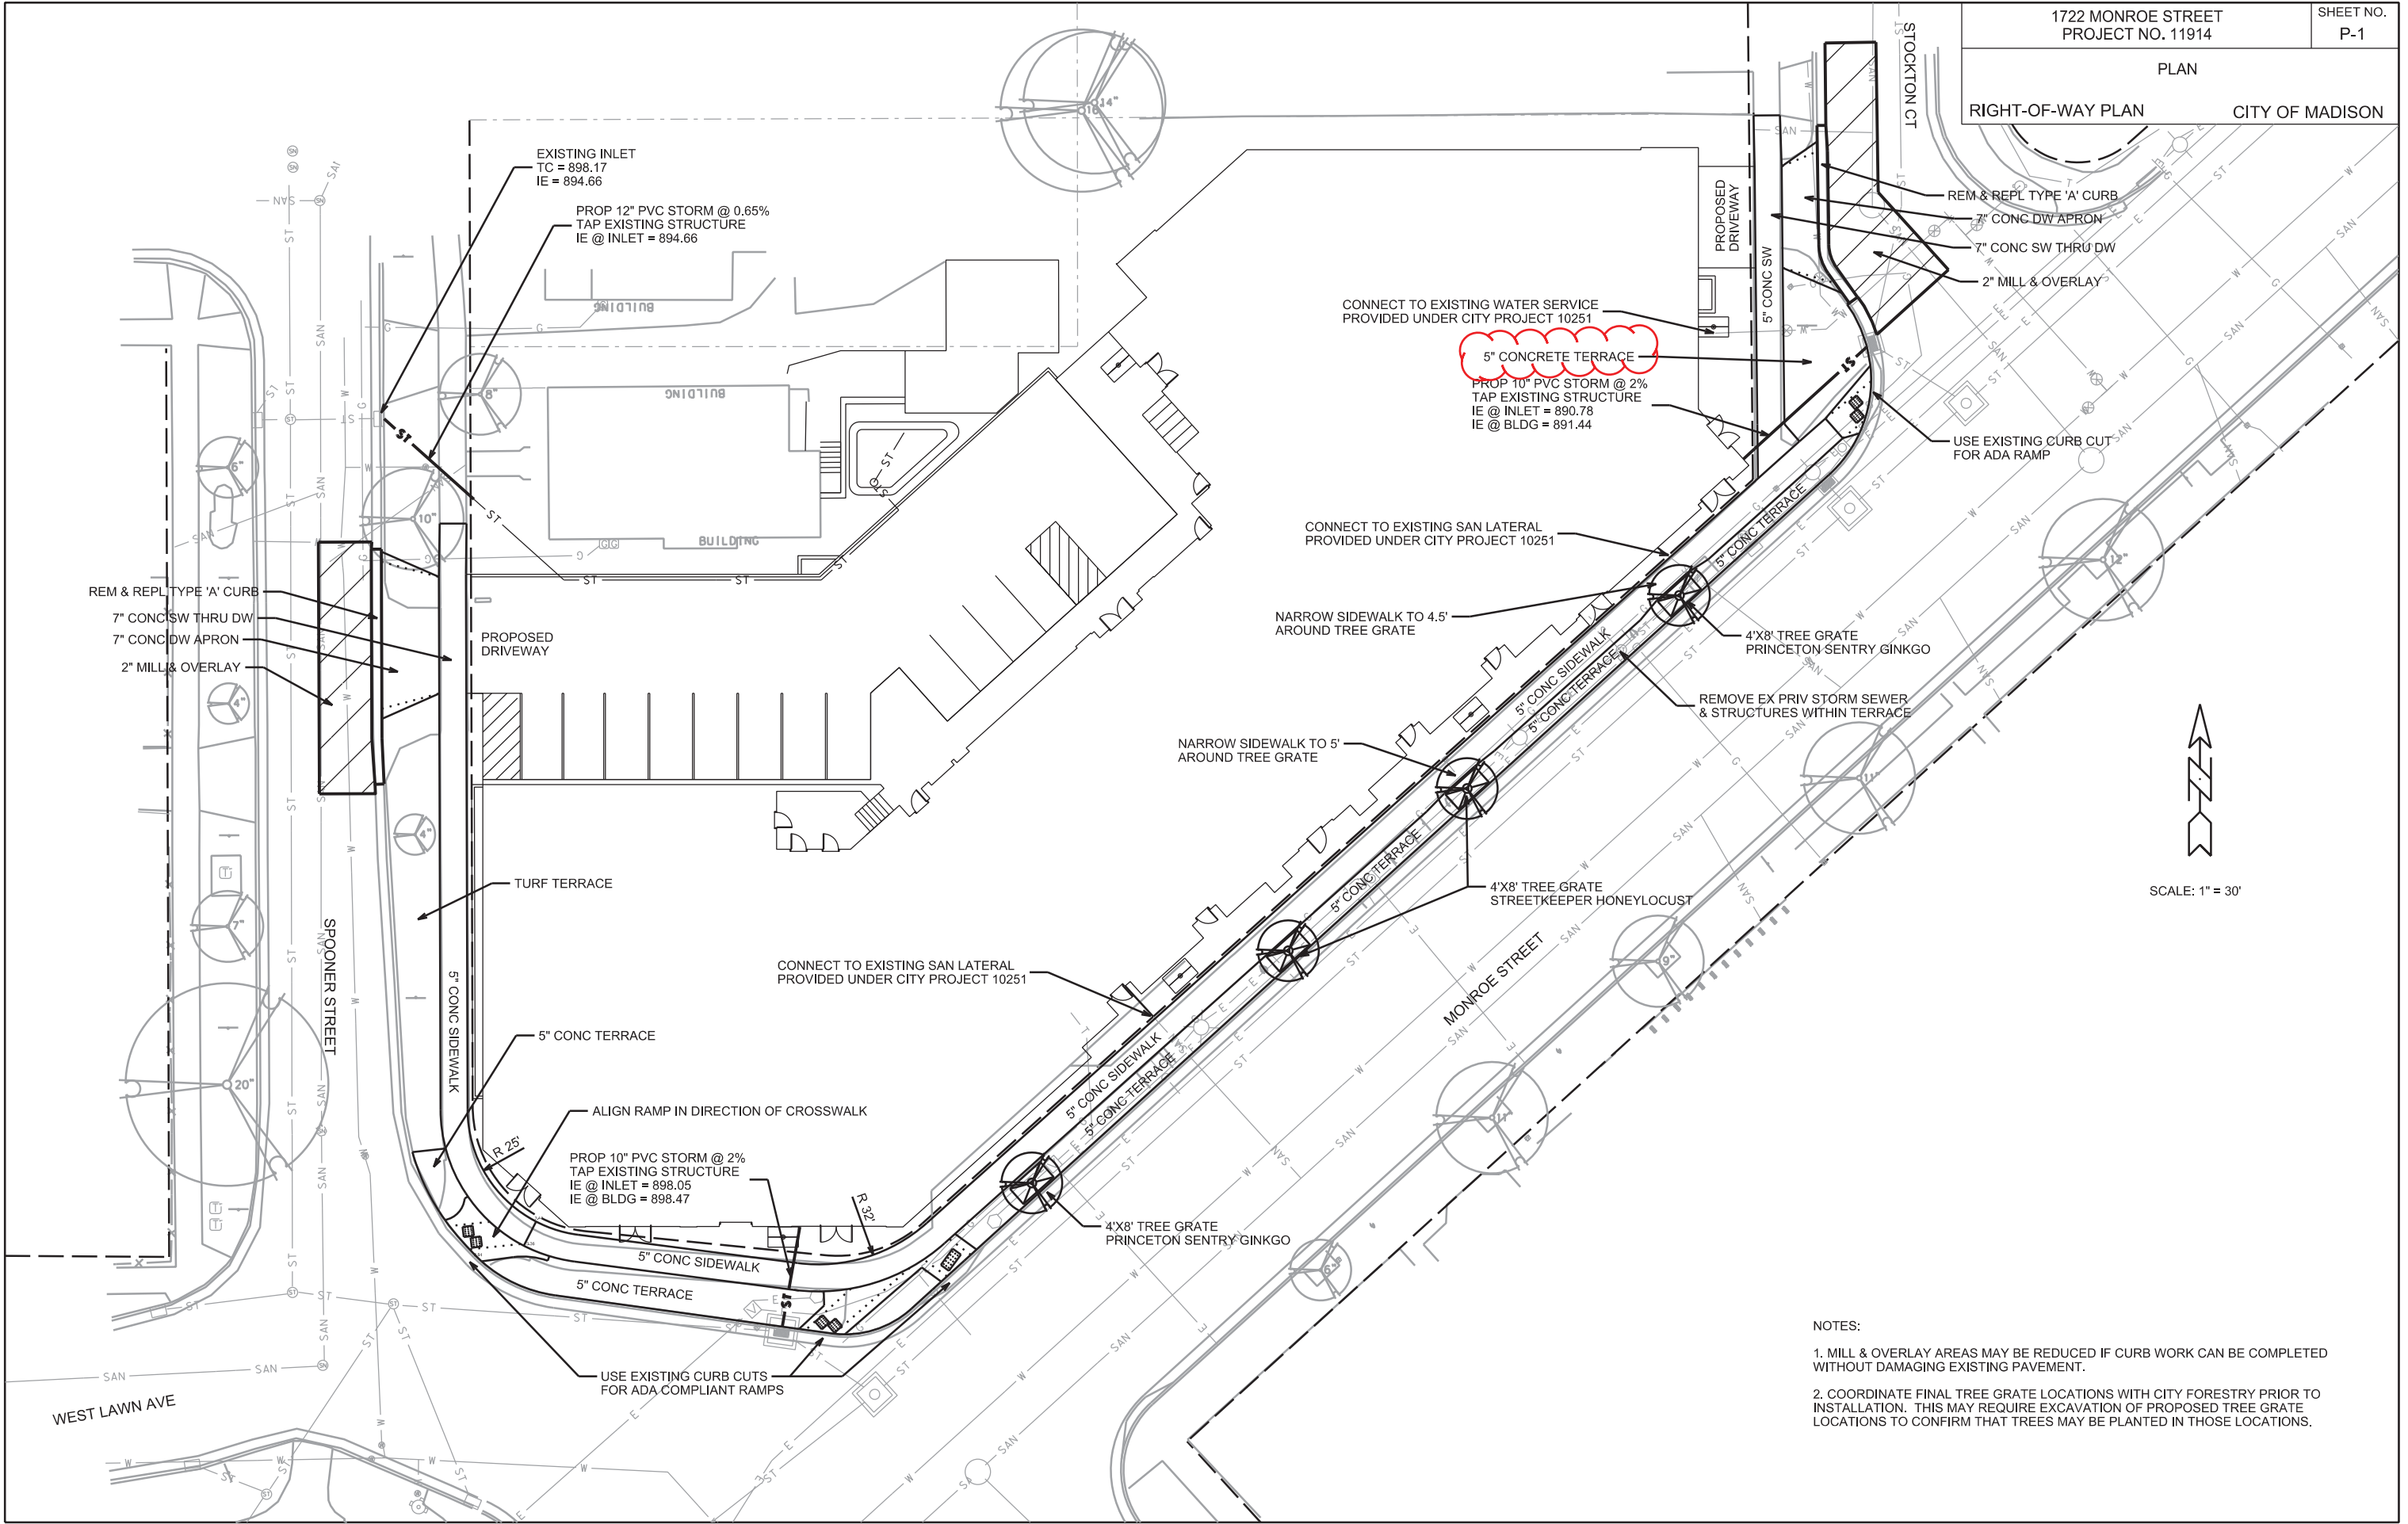 1722 MONROE STREET
PROJECT NO. 11914
SHEET NO.
P-1
PLAN
RIGHT-OF-WAY PLAN
CITY OF MADISON
STOCKTON CT
EXISTING INLET
TC = 898.17
IE = 894.66
PROP 12" PVC STORM @ 0.65%
TAP EXISTING STRUCTURE
IE @ INLET = 894.66
14"
16"
PROPOSED
DRIVEWAY
5" CONC SW
REM & REPL TYPE 'A' CURB
7" CONC DW APRON
7" CONC SW THRU DW
2" MILL & OVERLAY
CONNECT TO EXISTING WATER SERVICE
PROVIDED UNDER CITY PROJECT 10251
5" CONCRETE TERRACE
PROP 10" PVC STORM @ 2%
TAP EXISTING STRUCTURE
IE @ INLET = 890.78
IE @ BLDG = 891.44
USE EXISTING CURB CUT
FOR ADA RAMP
BUILDING
BUILDING
BUILDING
8"
6"
10"
CONNECT TO EXISTING SAN LATERAL
PROVIDED UNDER CITY PROJECT 10251
5" CONC TERRACE
12"
REM & REPL TYPE 'A' CURB
7" CONC SW THRU DW
7" CONC DW APRON
2" MILL & OVERLAY
PROPOSED
DRIVEWAY
NARROW SIDEWALK TO 4.5'
AROUND TREE GRATE
4'X8' TREE GRATE
PRINCETON SENTRY GINKGO
5" CONC SIDEWALK
5" CONC TERRACE
REMOVE EX PRIV STORM SEWER
& STRUCTURES WITHIN TERRACE
4"
NARROW SIDEWALK TO 5'
AROUND TREE GRATE
11"
4"
TURF TERRACE
5" CONC TERRACE
4'X8' TREE GRATE
STREETKEEPER HONEYLOCUST
SCALE: 1" = 30'
7"
SPOONER STREET
5" CONC SIDEWALK
CONNECT TO EXISTING SAN LATERAL
PROVIDED UNDER CITY PROJECT 10251
MONROE STREET
9"
5" CONC TERRACE
5" CONC SIDEWALK
5" CONC TERRACE
20"
ALIGN RAMP IN DIRECTION OF CROSSWALK
11"
R 25'
PROP 10" PVC STORM @ 2%
TAP EXISTING STRUCTURE
IE @ INLET = 898.05
IE @ BLDG = 898.47
R 32'
4'X8' TREE GRATE
PRINCETON SENTRY GINKGO
5" CONC SIDEWALK
5" CONC TERRACE
6"
USE EXISTING CURB CUTS
FOR ADA COMPLIANT RAMPS
WEST LAWN AVE
NOTES:
1. MILL & OVERLAY AREAS MAY BE REDUCED IF CURB WORK CAN BE COMPLETED
WITHOUT DAMAGING EXISTING PAVEMENT.
2. COORDINATE FINAL TREE GRATE LOCATIONS WITH CITY FORESTRY PRIOR TO
INSTALLATION. THIS MAY REQUIRE EXCAVATION OF PROPOSED TREE GRATE
LOCATIONS TO CONFIRM THAT TREES MAY BE PLANTED IN THOSE LOCATIONS.